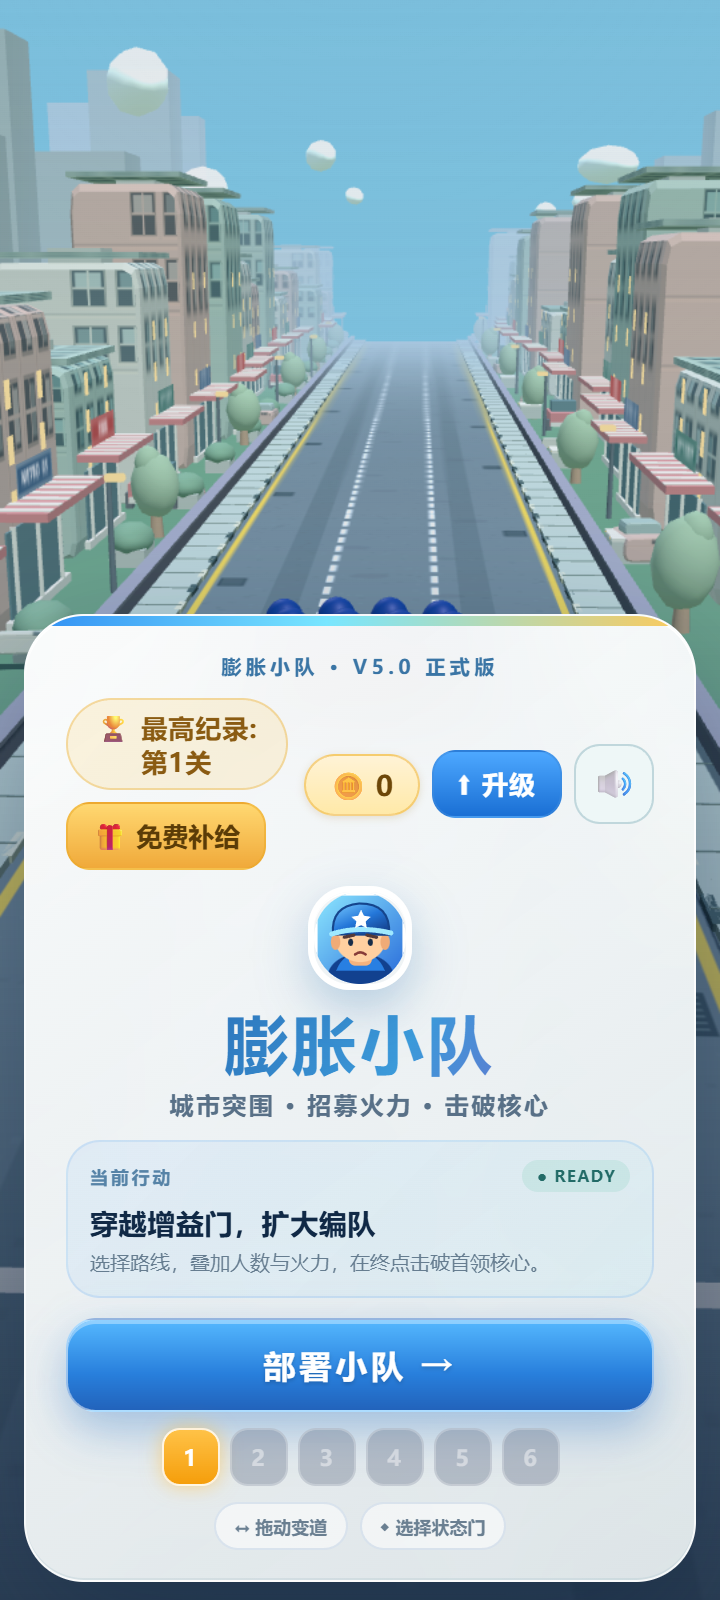 膨胀小队 • V5.0 正式版
最高纪录:
第1关
0
升级
免费补给
膨胀小队
城市突围 • 招募火力 • 击破核心
当前行动
READY
穿越增益门，扩大编队
选择路线，叠加人数与火力，在终点击破首领核心。
部署小队 →
1 2 3 4 5 6
↔ 拖动变道
选择状态门